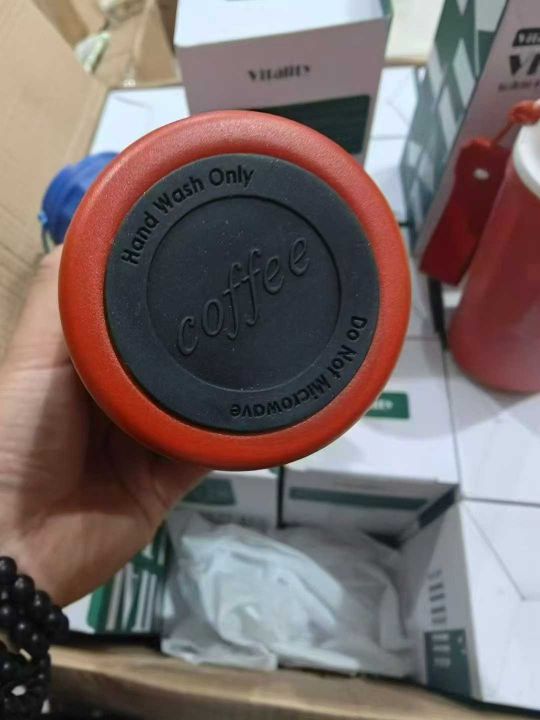 Vitality
Hand Wash Only
coffee
Do Not Microwave